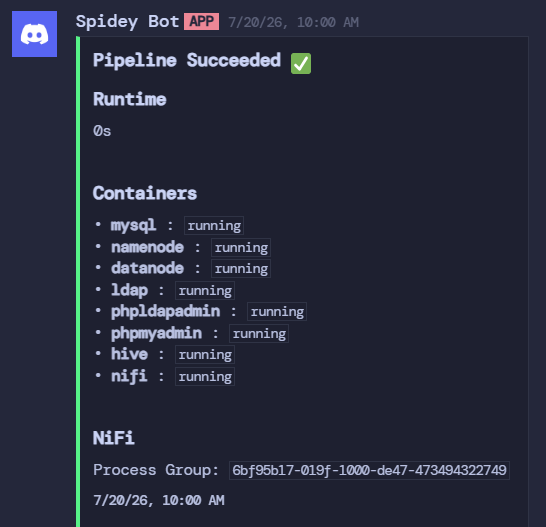 Spidey Bot APP 7/20/26, 10:00 AM
Pipeline Succeeded ✅
Runtime
0s
Containers
• mysql : running
• namenode : running
• datanode : running
• ldap : running
• phpldapadmin : running
• phpmyadmin : running
• hive : running
• nifi : running
NiFi
Process Group: 6bf95b17-019f-1000-de47-473494322749
7/20/26, 10:00 AM